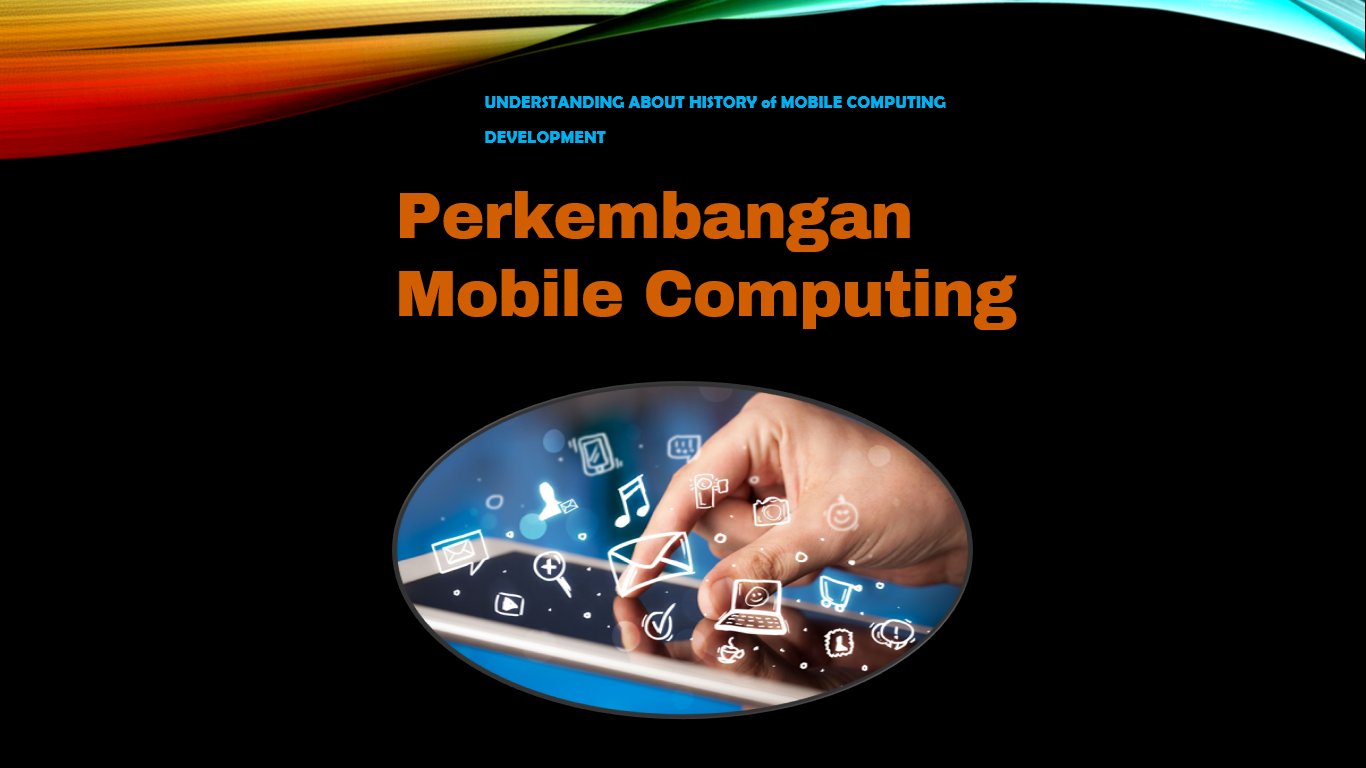 UNDERSTANDING ABOUT HISTORY of MOBILE COMPUTING
DEVELOPMENT
Perkembangan
Mobile Computing